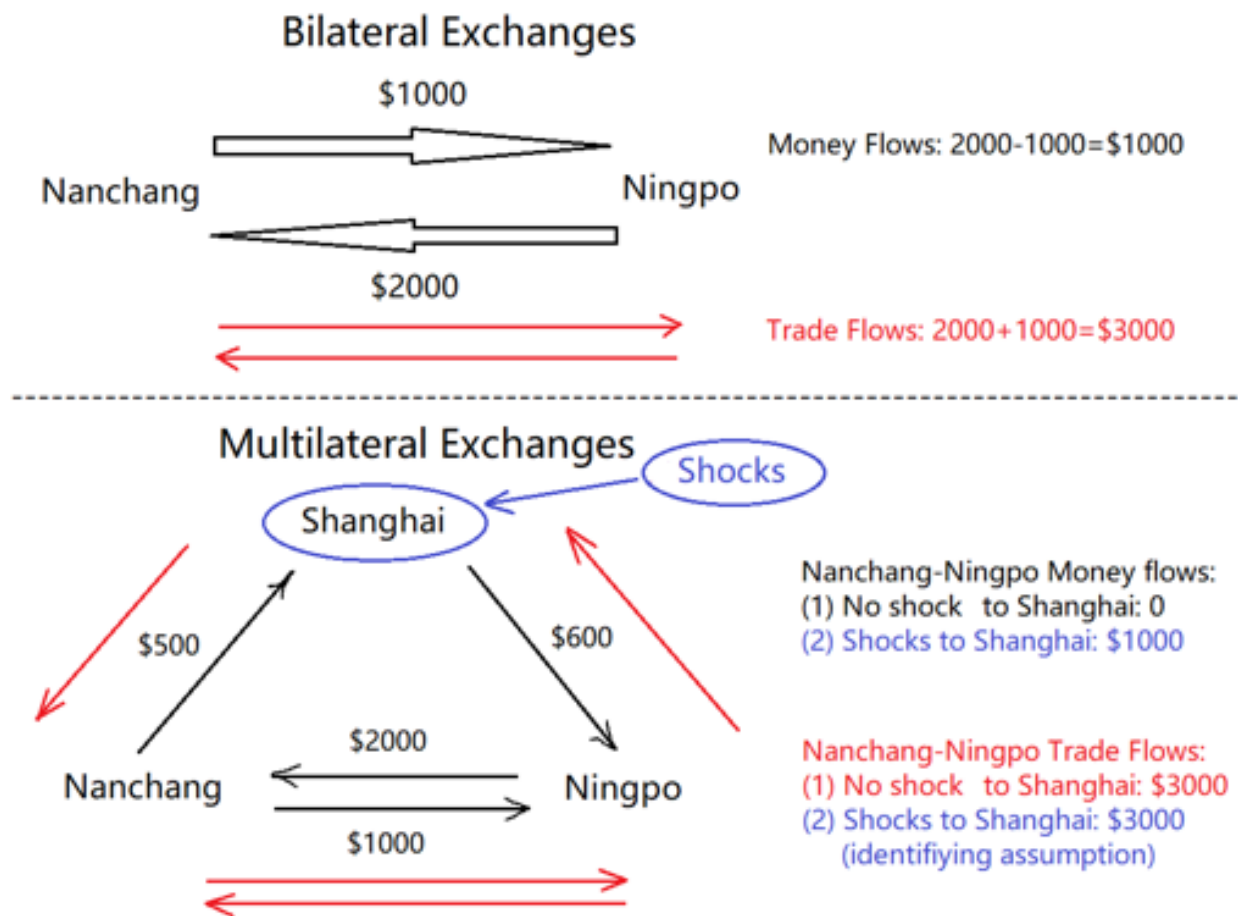 Bilateral Exchanges
$1000
Money Flows: 2000-1000=$1000
Nanchang
Ningpo
$2000
Trade Flows: 2000+1000=$3000
Multilateral Exchanges
Shocks
Shanghai
Nanchang-Ningpo Money flows:
(1) No shock to Shanghai: 0
(2) Shocks to Shanghai: $1000
$500
$600
$2000
Nanchang
Ningpo
$1000
Nanchang-Ningpo Trade Flows:
(1) No shock to Shanghai: $3000
(2) Shocks to Shanghai: $3000
(identifiying assumption)